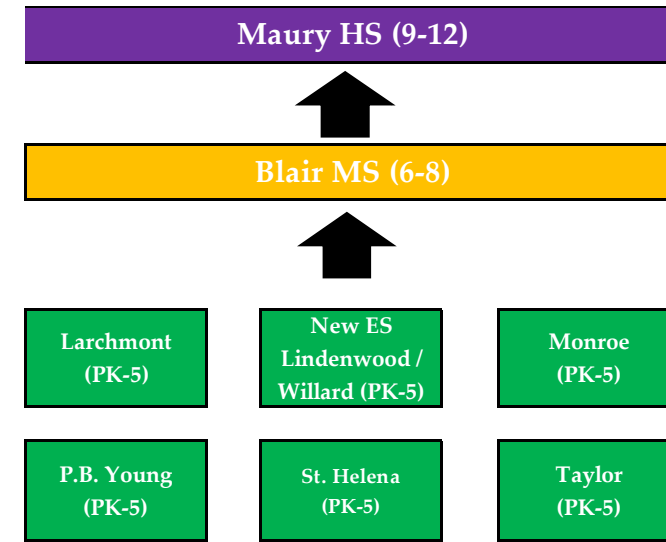 Maury HS (9-12)
Blair MS (6-8)
Larchmont
(PK-5)
New ES
Lindenwood /
Willard (PK-5)
Monroe
(PK-5)
P.B. Young
(PK-5)
St. Helena
(PK-5)
Taylor
(PK-5)